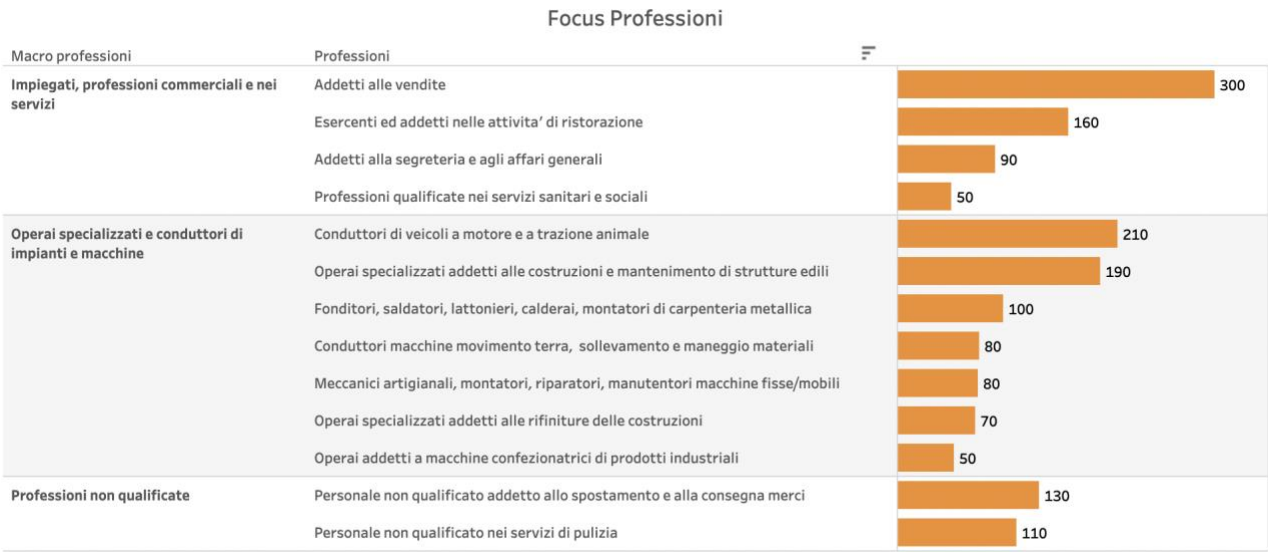 Focus Professioni
Macro professioni Professioni
Impiegati, professioni commerciali e nei
servizi
Addetti alle vendite 300
Esercenti ed addetti nelle attivita' di ristorazione 160
Addetti alla segreteria e agli affari generali 90
Professioni qualificate nei servizi sanitari e sociali 50
Operai specializzati e conduttori di
impianti e macchine
Conduttori di veicoli a motore e a trazione animale 210
Operai specializzati addetti alle costruzioni e mantenimento di strutture edili 190
Fonditori, saldatori, lattonieri, calderai, montatori di carpenteria metallica 100
Conduttori macchine movimento terra, sollevamento e maneggio materiali 80
Meccanici artigianali, montatori, riparatori, manutentori macchine fisse/mobili 80
Operai specializzati addetti alle rifiniture delle costruzioni 70
Operai addetti a macchine confezionatrici di prodotti industriali 50
Professioni non qualificate
Personale non qualificato addetto allo spostamento e alla consegna merci 130
Personale non qualificato nei servizi di pulizia 110